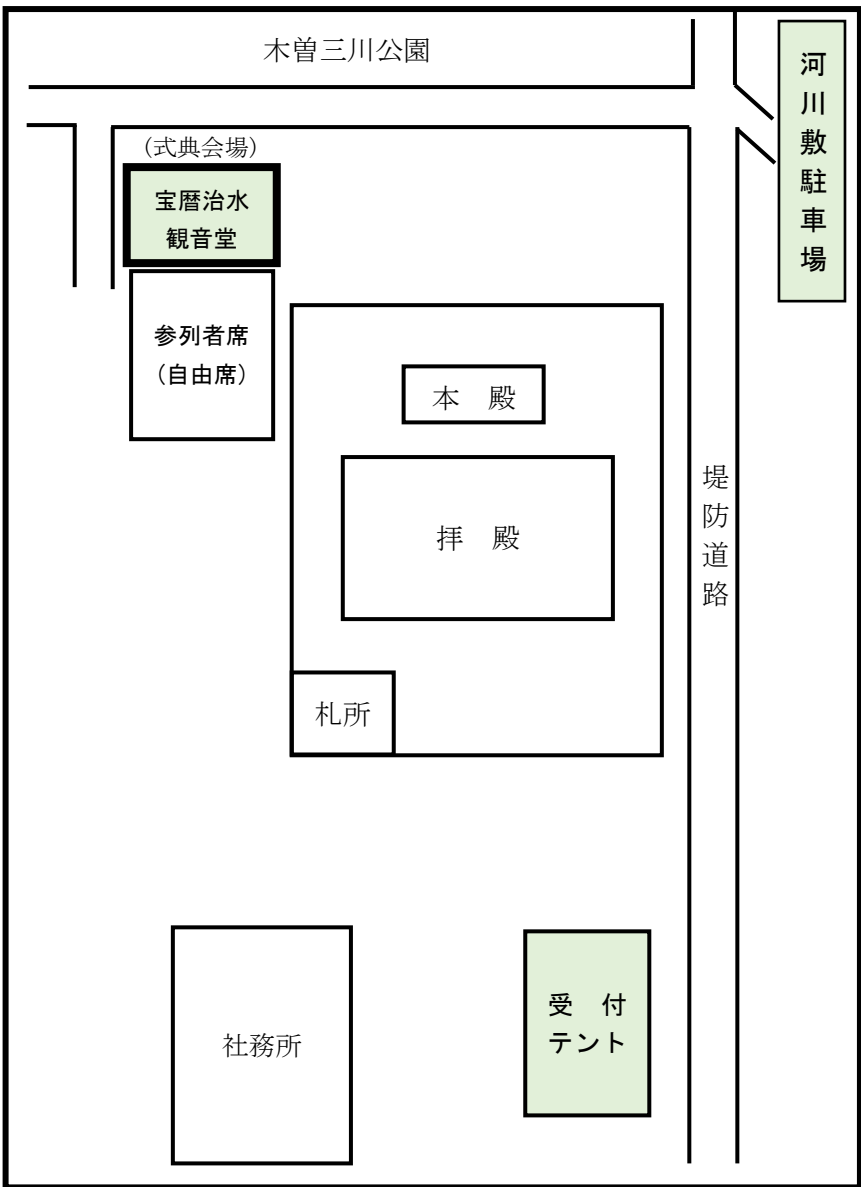 木曽三川公園
河川敷駐車場
(式典会場)
宝暦治水
観音堂
参列者席
(自由席)
本　殿
拝　殿
堤防道路
札所
社務所
受　付
テント